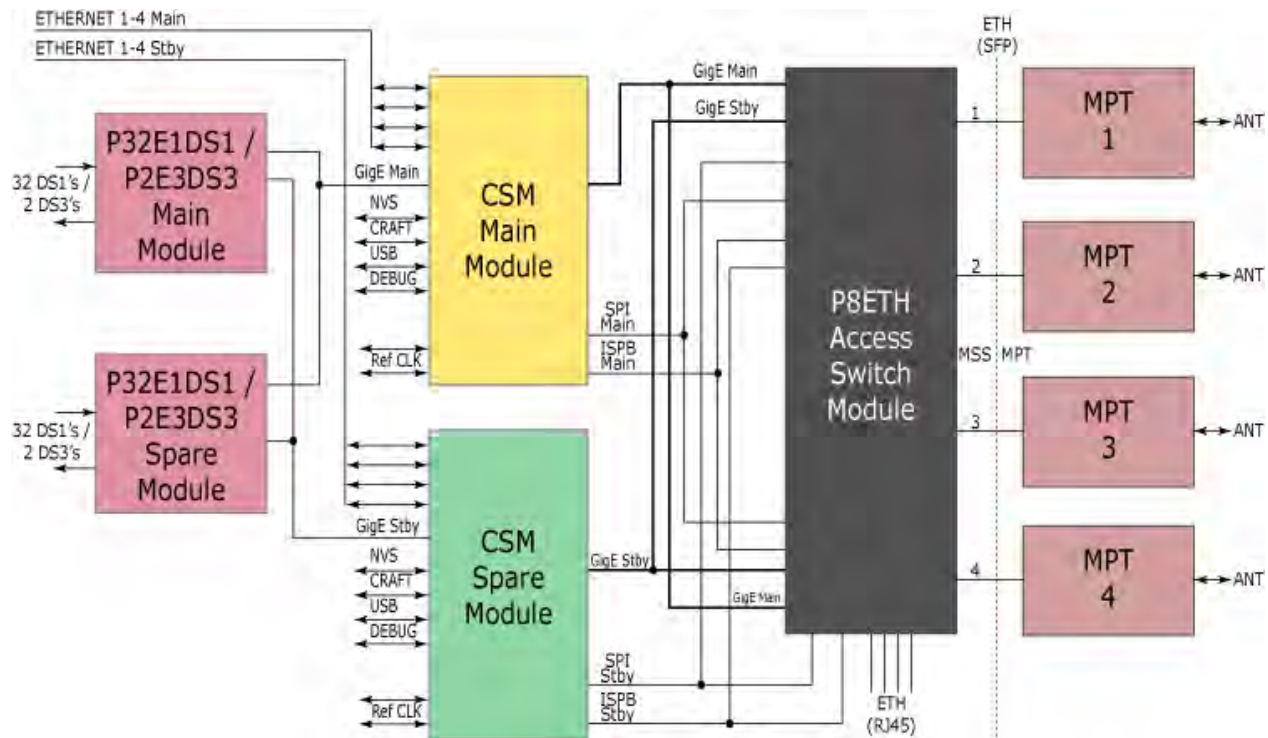 ETHERNET 1-4 Main
ETHERNET 1-4 Stby
P32E1DS1 /
P2E3DS3
Main
Module
32 DS1's /
2 DS3's
P32E1DS1 /
P2E3DS3
Spare
Module
32 DS1's /
2 DS3's
GigE Main
NVS
CRAFT
USB
DEBUG
Ref CLK
CSM
Main
Module
GigE Stby
NVS
CRAFT
USB
DEBUG
Ref CLK
CSM
Spare
Module
GigE Main
GigE Stby
SPI
Main
ISPB
Main
GigE Stby
GigE Main
SPI
Stby
ISPB
Stby
P8ETH
Access
Switch
Module
ETH
(RJ45)
ETH
(SFP)
MSS
MPT
1
2
3
4
MPT
1
ANT
MPT
2
ANT
MPT
3
ANT
MPT
4
ANT